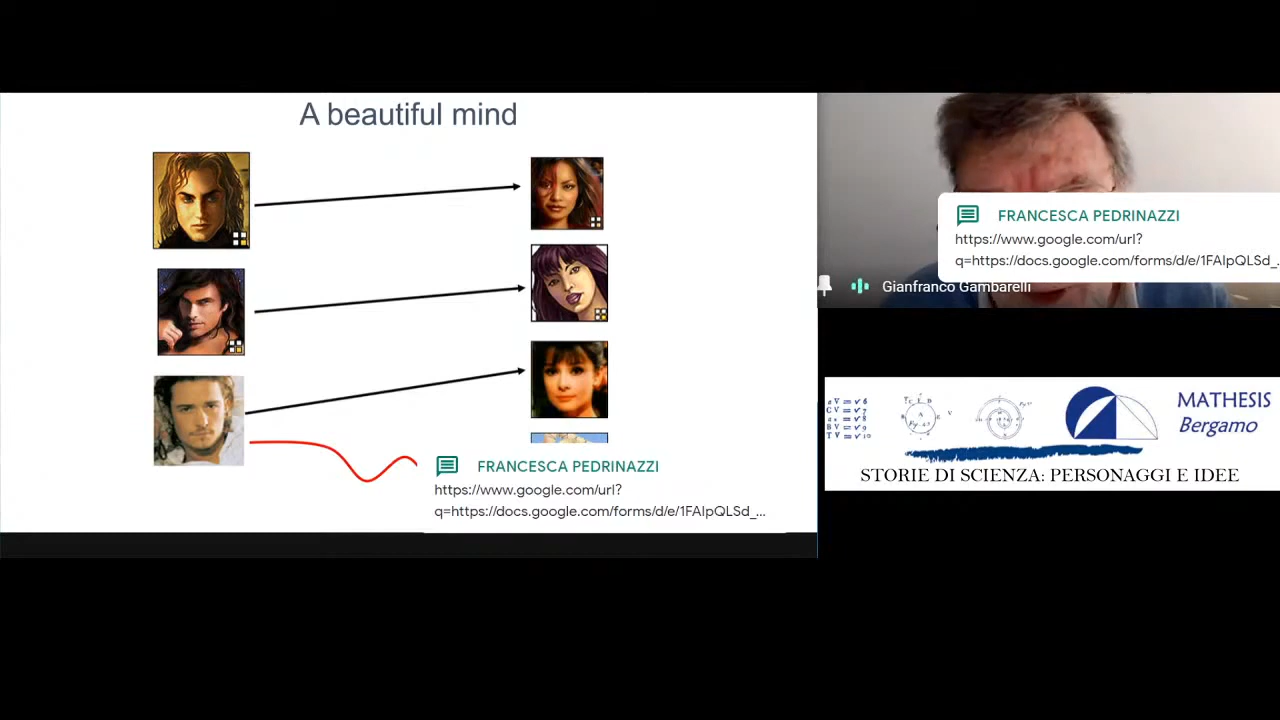 A beautiful mind
FRANCESCA PEDRINAZZI
https://www.google.com/url?
q=https://docs.google.com/forms/d/e/1FAIpQLSd_...
FRANCESCA PEDRINAZZI
https://www.google.com/url?
q=https://docs.google.com/forms/d/e/1FAIpQLSd_...
Gianfranco Gambarelli
MATHESIS
Bergamo
STORIE DI SCIENZA: PERSONAGGI E IDEE